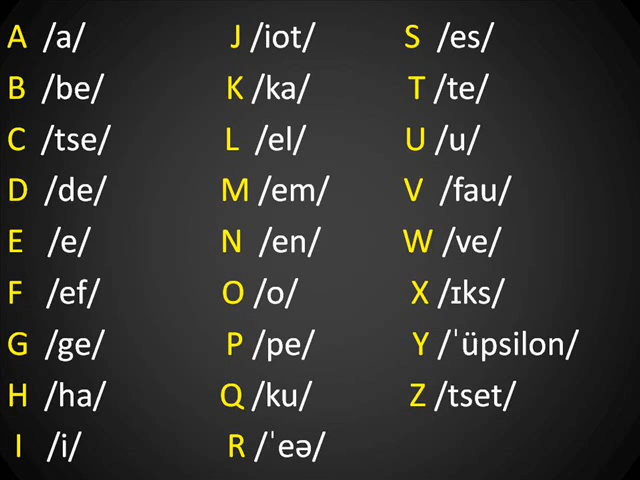 A /a/
B /be/
C /tse/
D /de/
E /e/
F /ef/
G /ge/
H /ha/
I /i/
J /iot/
K /ka/
L /el/
M /em/
N /en/
O /o/
P /pe/
Q /ku/
R /ˈeə/
S /es/
T /te/
U /u/
V /fau/
W /ve/
X /ɪks/
Y /ˈüpsilon/
Z /tset/